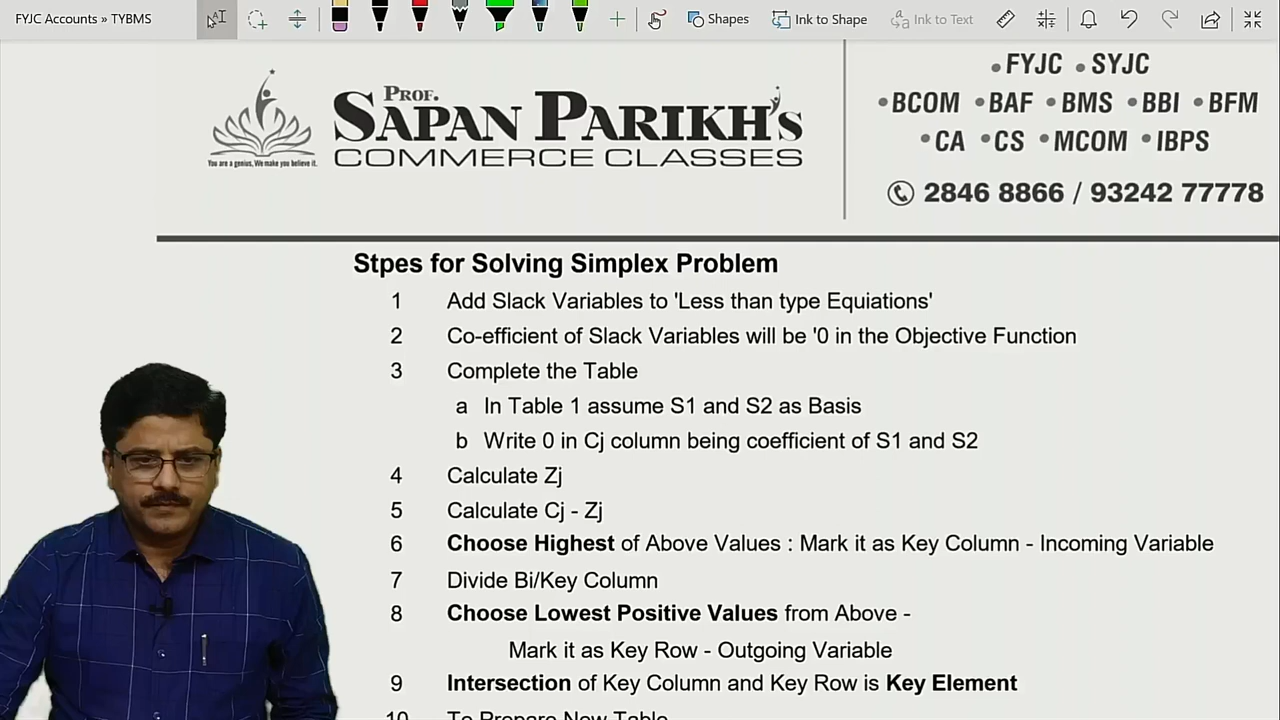 FYJC Accounts » TYBMS
Shapes
Ink to Shape
Ink to Text
PROF.
SAPAN PARIKH'S
COMMERCE CLASSES
You are a genius, We make you believe it.
• FYJC • SYJC
• BCOM • BAF • BMS • BBI • BFM
• CA • CS • MCOM • IBPS
2846 8866 / 93242 77778
Stpes for Solving Simplex Problem
1 Add Slack Variables to 'Less than type Equiations'
2 Co-efficient of Slack Variables will be '0 in the Objective Function
3 Complete the Table
a In Table 1 assume S1 and S2 as Basis
b Write 0 in Cj column being coefficient of S1 and S2
4 Calculate Zj
5 Calculate Cj - Zj
6 Choose Highest of Above Values : Mark it as Key Column - Incoming Variable
7 Divide Bi/Key Column
8 Choose Lowest Positive Values from Above -
Mark it as Key Row - Outgoing Variable
9 Intersection of Key Column and Key Row is Key Element
10 To Prepare New Table